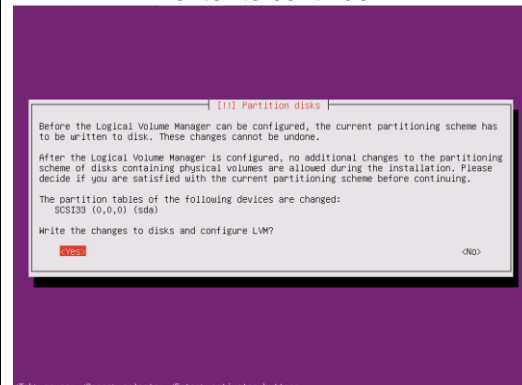 [!!] Partition disks
Before the Logical Volume Manager can be configured, the current partitioning scheme has
to be written to disk. These changes cannot be undone.
After the Logical Volume Manager is configured, no additional changes to the partitioning
scheme of disks containing physical volumes are allowed during the installation. Please
decide if you are satisfied with the current partitioning scheme before continuing.
The partition tables of the following devices are changed:
SCSI33 (0,0,0) (sda)
Write the changes to disks and configure LVM?
<Yes> <No>